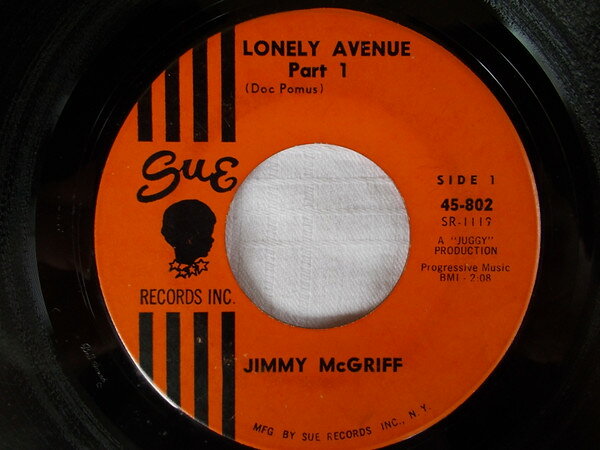 LONELY AVENUE
Part 1
(Doc Pomus)
SuE
RECORDS INC.
SIDE 1
45-802
SR-1119
A "JUGGY"
PRODUCTION
Progressive Music
BMI - 2:08
JIMMY McGRIFF
MFG BY SUE RECORDS INC., N.Y.